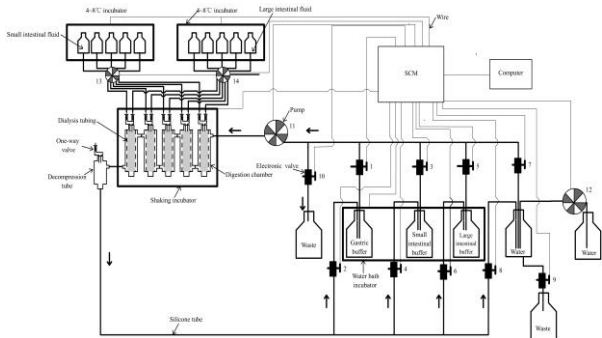 4-8℃ incubator
4-8℃ incubator
Large intestinal fluid
Small intestinal fluid
Wire
SCM
Computer
13
14
Dialysis tubing
Pump
11
One-way
valve
Decompression
tube
Digestion chamber
Shaking incubator
Electronic valve
10
1
3
5
7
12
Waste
Gastric
buffer
Small
intestinal
buffer
Large
intestinal
buffer
Water
Water
Water bath
incubator
2
4
6
8
9
Silicone tube
Waste